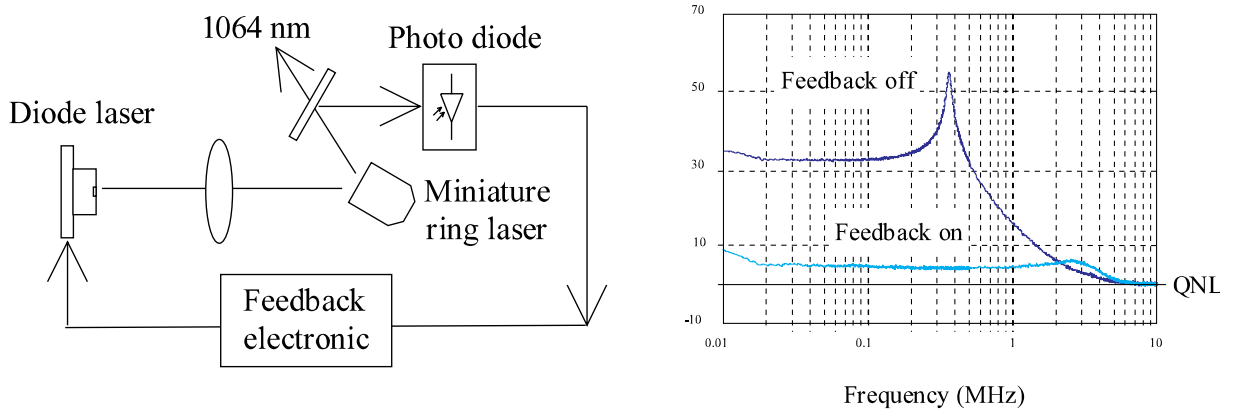 1064 nm
Photo diode
Diode laser
Miniature
ring laser
Feedback
electronic
70
50
30
10
-10
Feedback off
Feedback on
QNL
0.01
0.1
1
10
Frequency (MHz)